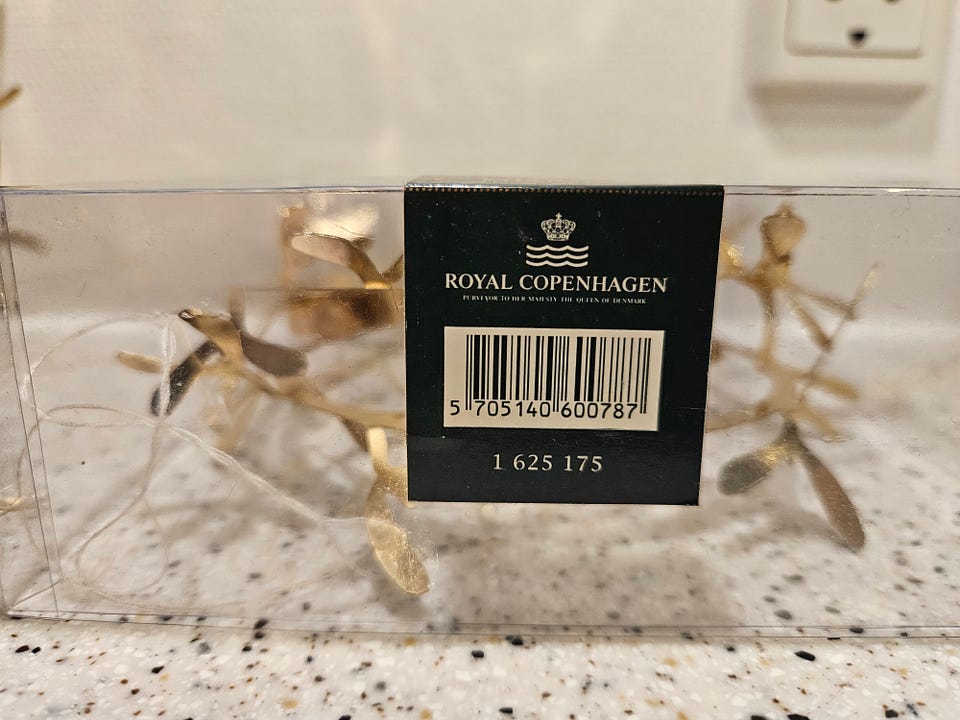 ROYAL COPENHAGEN
PURVEYOR TO HER MAJESTY THE QUEEN OF DENMARK
5 705140 600787
1 625 175